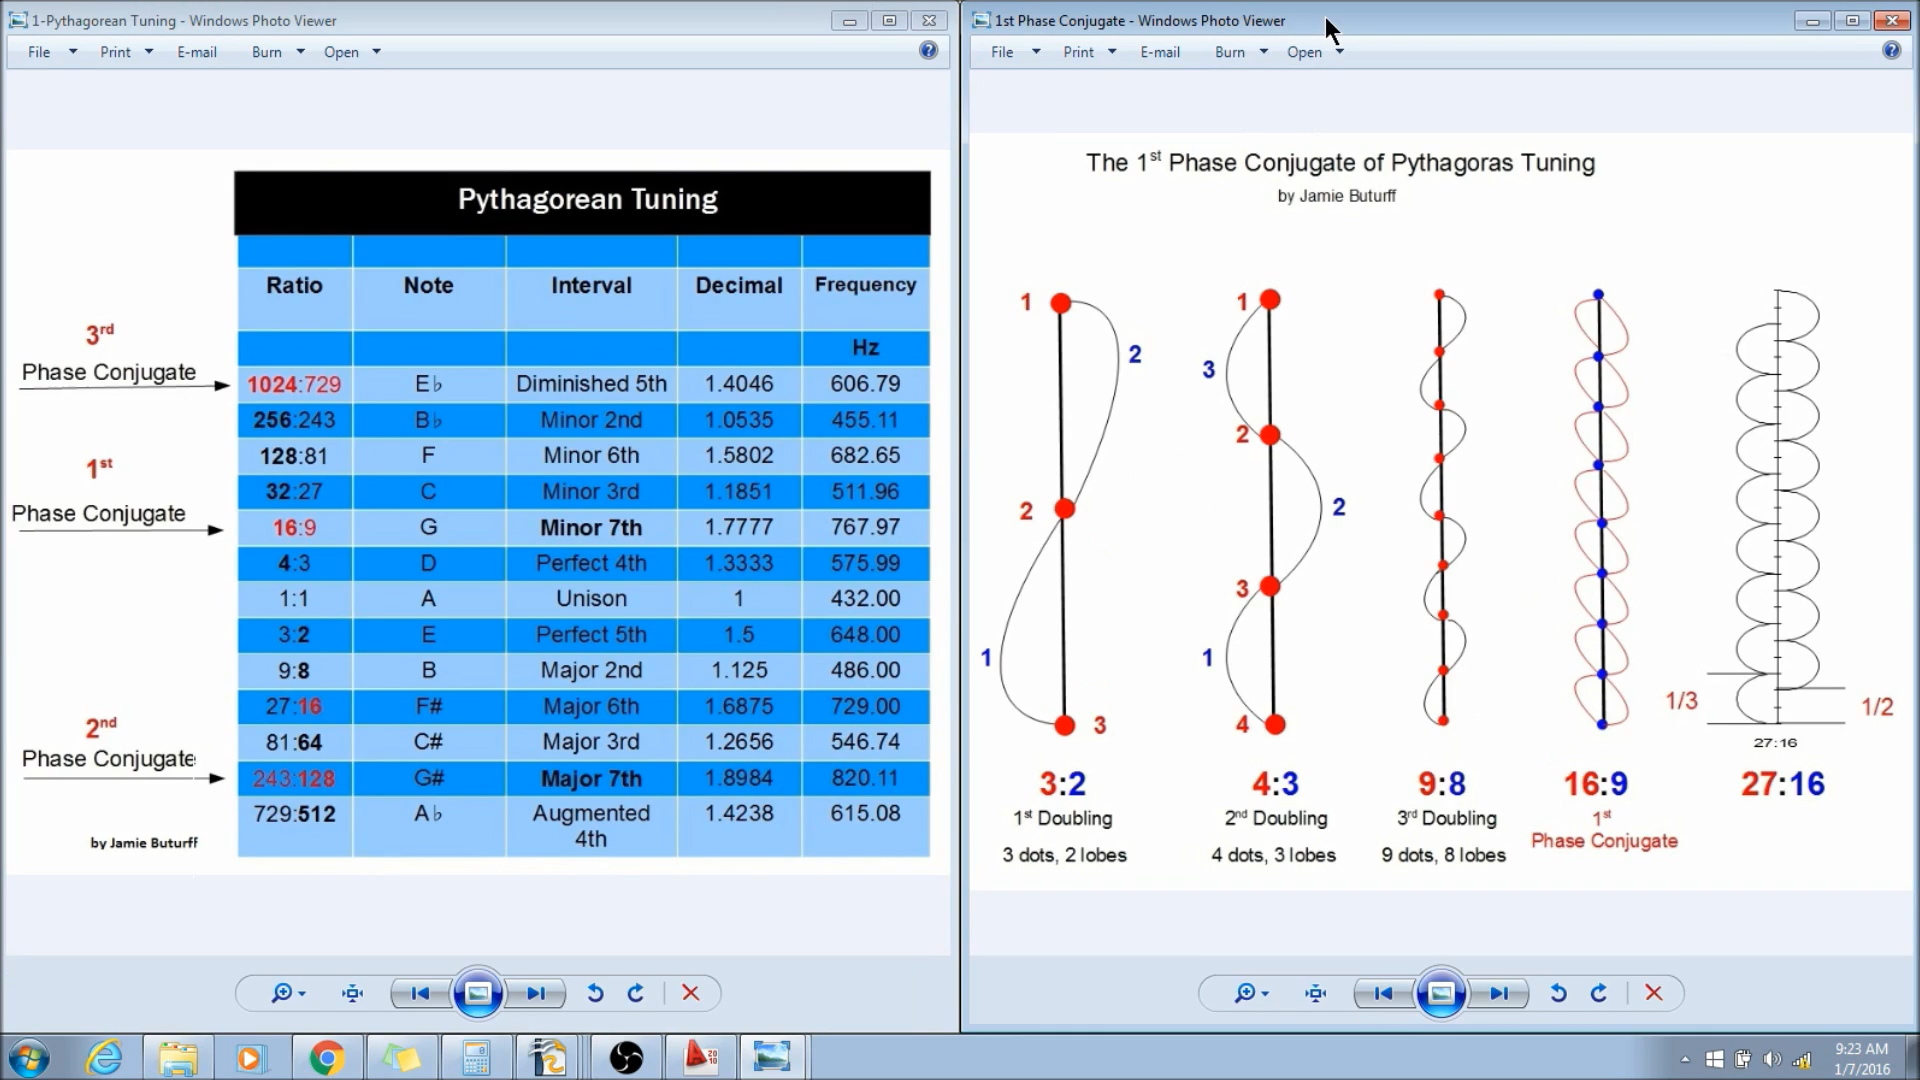 1-Pythagorean Tuning - Windows Photo Viewer
File Print E-mail Burn Open
Pythagorean Tuning
Ratio Note Interval Decimal Frequency
Hz
3rd
Phase Conjugate
1024:729 E♭ Diminished 5th 1.4046 606.79
256:243 B♭ Minor 2nd 1.0535 455.11
128:81 F Minor 6th 1.5802 682.65
32:27 C Minor 3rd 1.1851 511.96
1st
Phase Conjugate
16:9 G Minor 7th 1.7777 767.97
4:3 D Perfect 4th 1.3333 575.99
1:1 A Unison 1 432.00
3:2 E Perfect 5th 1.5 648.00
9:8 B Major 2nd 1.125 486.00
27:16 F# Major 6th 1.6875 729.00
81:64 C# Major 3rd 1.2656 546.74
2nd
Phase Conjugate
243:128 G# Major 7th 1.8984 820.11
729:512 A♭ Augmented 4th 1.4238 615.08
by Jamie Buturff
1st Phase Conjugate - Windows Photo Viewer
File Print E-mail Burn Open
The 1st Phase Conjugate of Pythagoras Tuning
by Jamie Buturff
1
2
2
1
3
1
3
2
2
3
1
4
1/3
1/2
27:16
3:2
1st Doubling
3 dots, 2 lobes
4:3
2nd Doubling
4 dots, 3 lobes
9:8
3rd Doubling
9 dots, 8 lobes
16:9
1st
Phase Conjugate
27:16
9:23 AM
1/7/2016